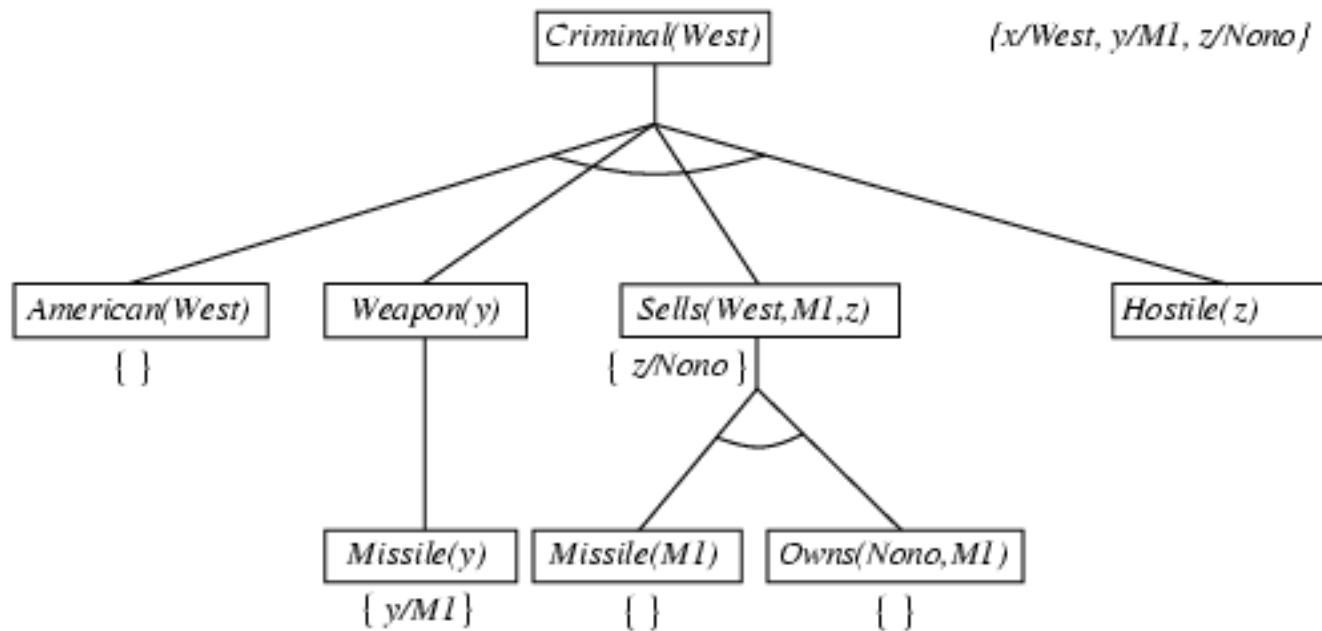 Criminal(West)
{x/West, y/M1, z/Nono}
American(West)
Weapon(y)
Sells(West,M1,z)
Hostile(z)
{ }
{ z/Nono }
Missile(y)
Missile(M1)
Owns(Nono,M1)
{ y/M1 }
{ }
{ }